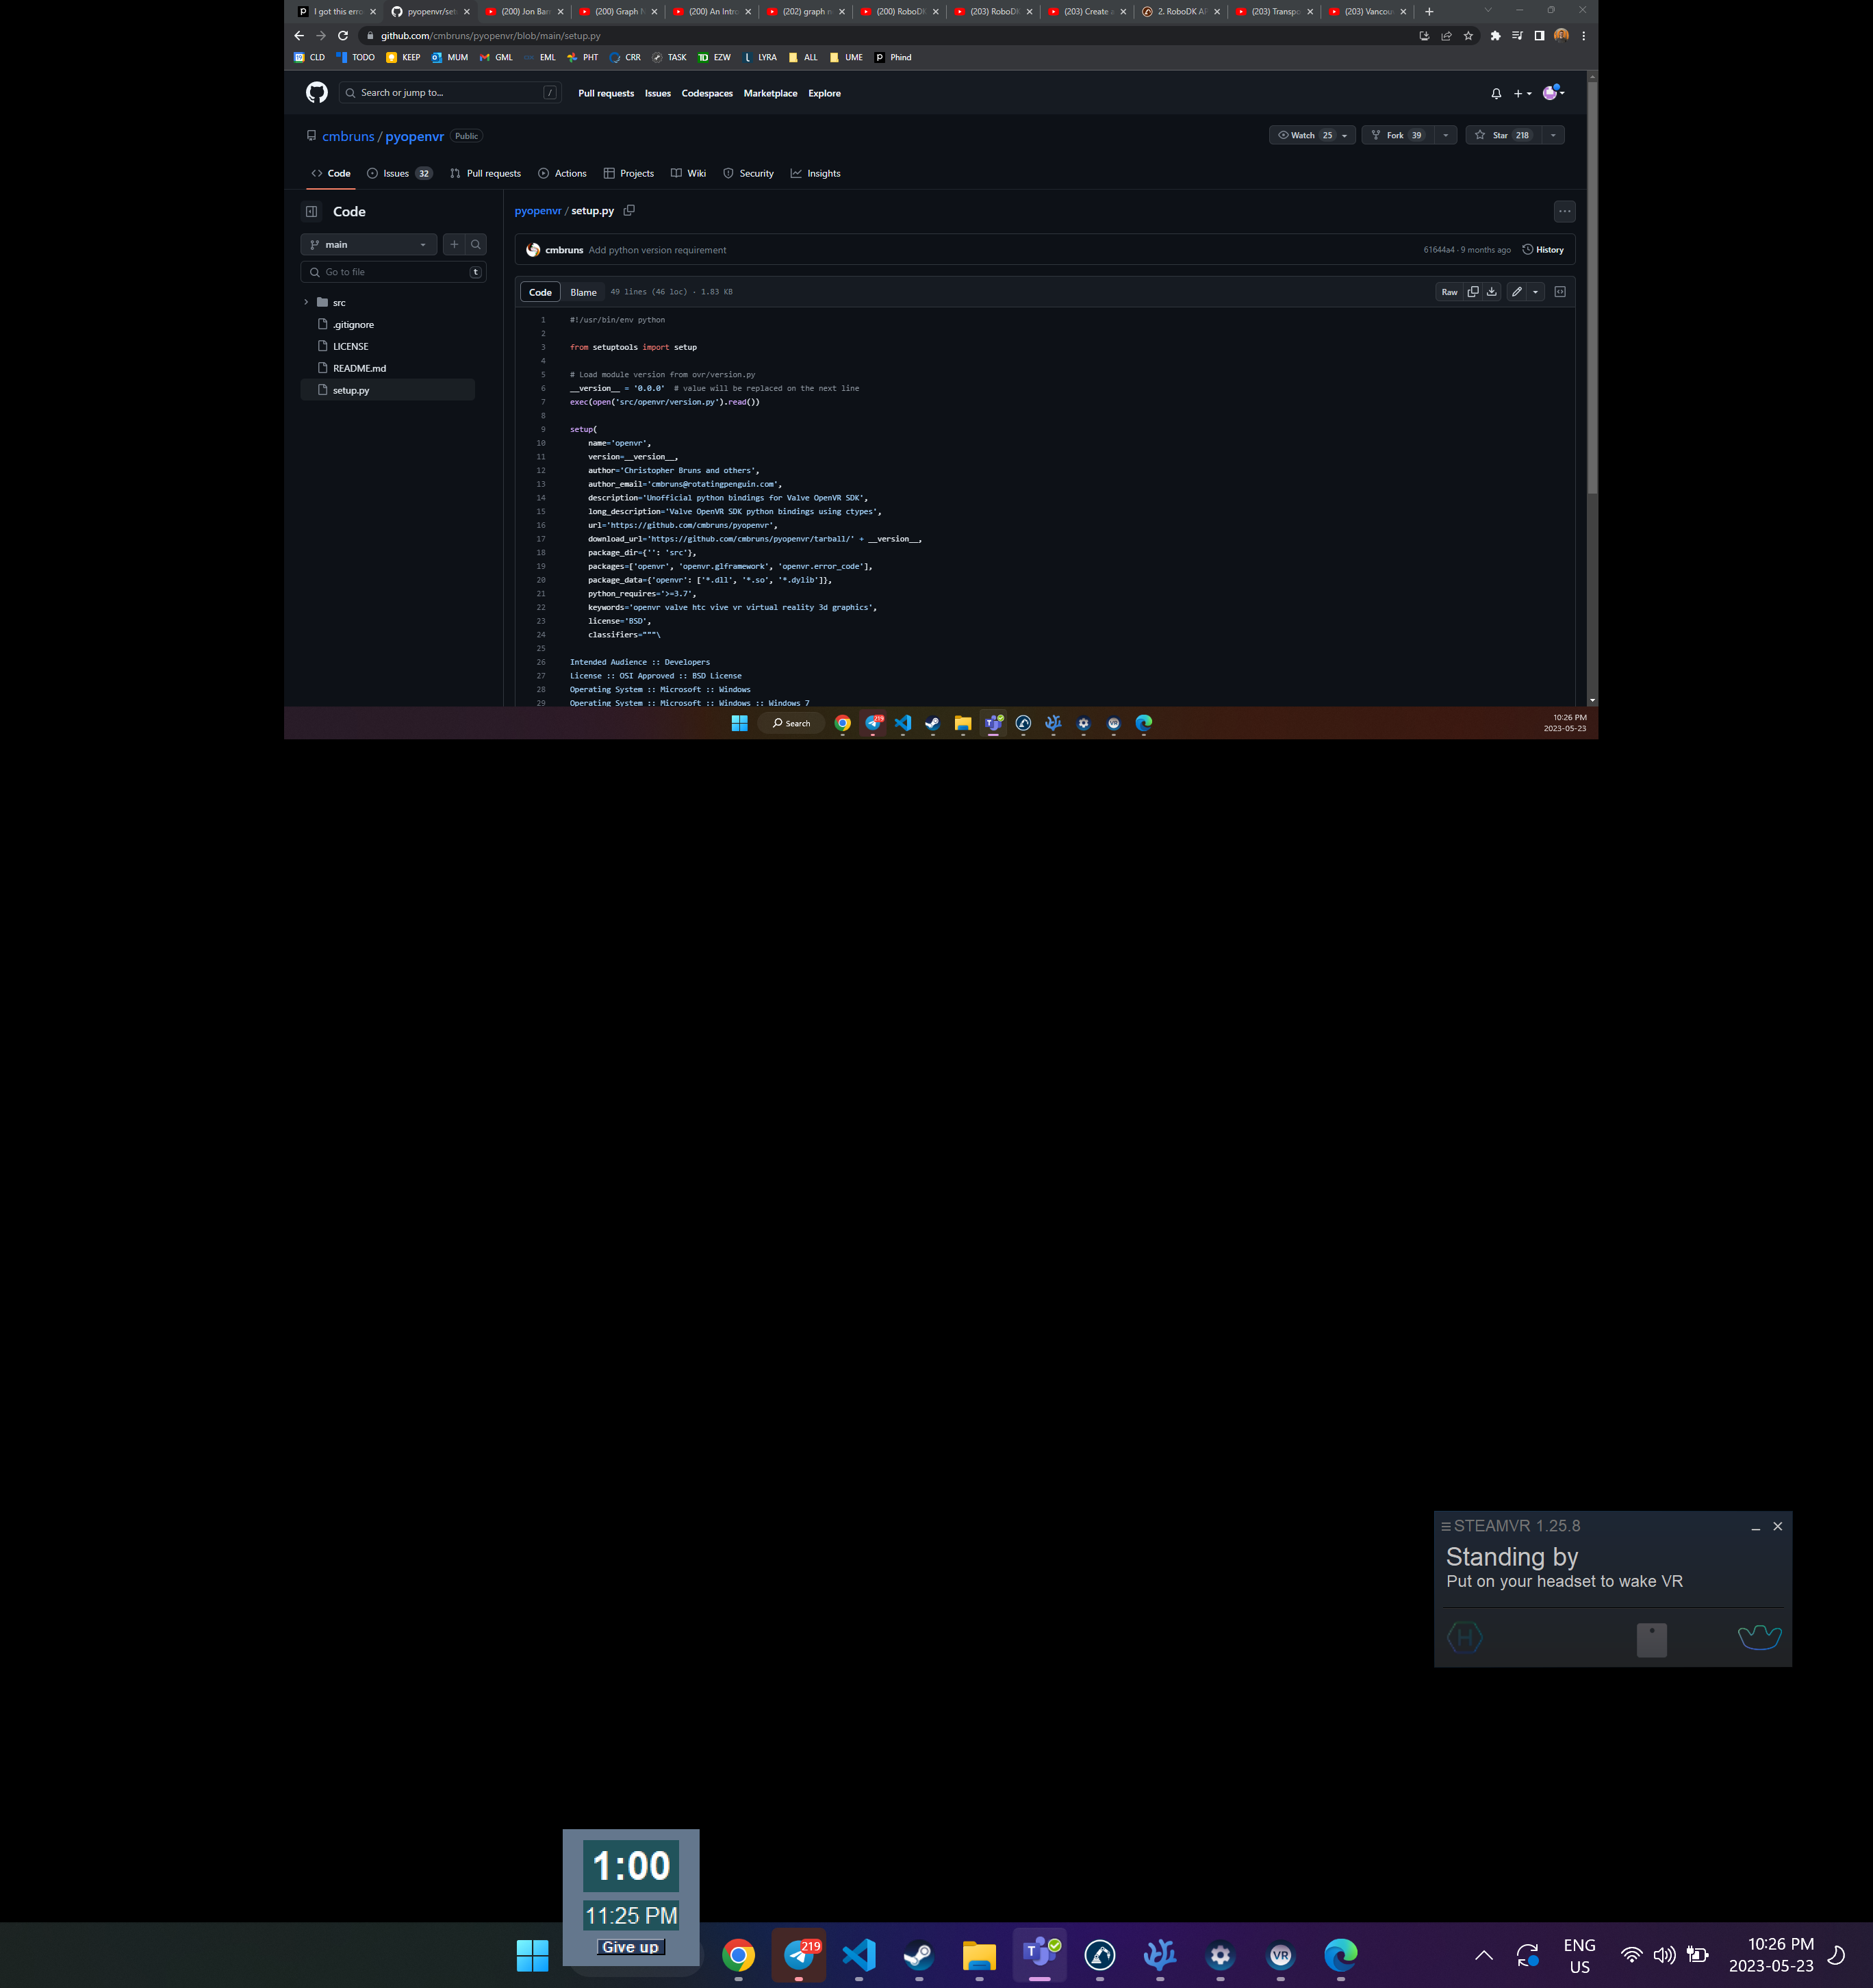 I got this erro
pyopenvr/set
(200) Jon Bar
(200) Graph N
(200) An Intro
(202) graph n
(200) RoboD
(203) RoboD
(203) Create a
2. RoboDK AP
(203) Transpo
(203) Vancou
github.com/cmbruns/pyopenvr/blob/main/setup.py
CLD TODO KEEP MUM GML EML PHT CRR TASK EZW LYRA ALL UME Phind
Search or jump to... / Pull requests Issues Codespaces Marketplace Explore
cmbruns / pyopenvr Public
Watch 25 Fork 39 Star 218
Code Issues 32 Pull requests Actions Projects Wiki Security Insights
Code
main
Go to file t
src
.gitignore
LICENSE
README.md
setup.py
pyopenvr / setup.py
cmbruns Add python version requirement 61644a4 · 9 months ago History
Code Blame 49 lines (46 loc) · 1.83 KB Raw
1 #!/usr/bin/env python
2
3 from setuptools import setup
4
5 # Load module version from ovr/version.py
6 __version__ = '0.0.0'  # value will be replaced on the next line
7 exec(open('src/openvr/version.py').read())
8
9 setup(
10     name='openvr',
11     version=__version__,
12     author='Christopher Bruns and others',
13     author_email='cmbruns@rotatingpenguin.com',
14     description='Unofficial python bindings for Valve OpenVR SDK',
15     long_description='Valve OpenVR SDK python bindings using ctypes',
16     url='https://github.com/cmbruns/pyopenvr',
17     download_url='https://github.com/cmbruns/pyopenvr/tarball/' + __version__,
18     package_dir={'': 'src'},
19     packages=['openvr', 'openvr.glframework', 'openvr.error_code'],
20     package_data={'openvr': ['*.dll', '*.so', '*.dylib']},
21     python_requires='>=3.7',
22     keywords='openvr valve htc vive vr virtual reality 3d graphics',
23     license='BSD',
24     classifiers="""\
25
26 Intended Audience :: Developers
27 License :: OSI Approved :: BSD License
28 Operating System :: Microsoft :: Windows
29 Operating System :: Microsoft :: Windows :: Windows 7
Search
219
10:26 PM
2023-05-23
STEAMVR 1.25.8
Standing by
Put on your headset to wake VR
1:00
11:25 PM
Give up
219
VR
ENG
US
10:26 PM
2023-05-23